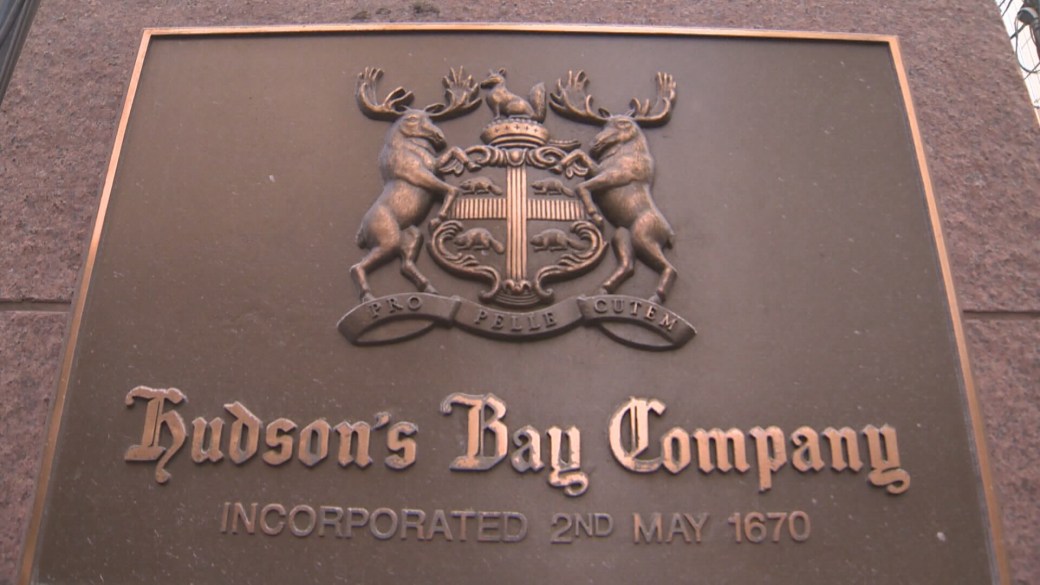 PRO PELLE CUTEM
Hudson's Bay Company
INCORPORATED 2ND MAY 1670